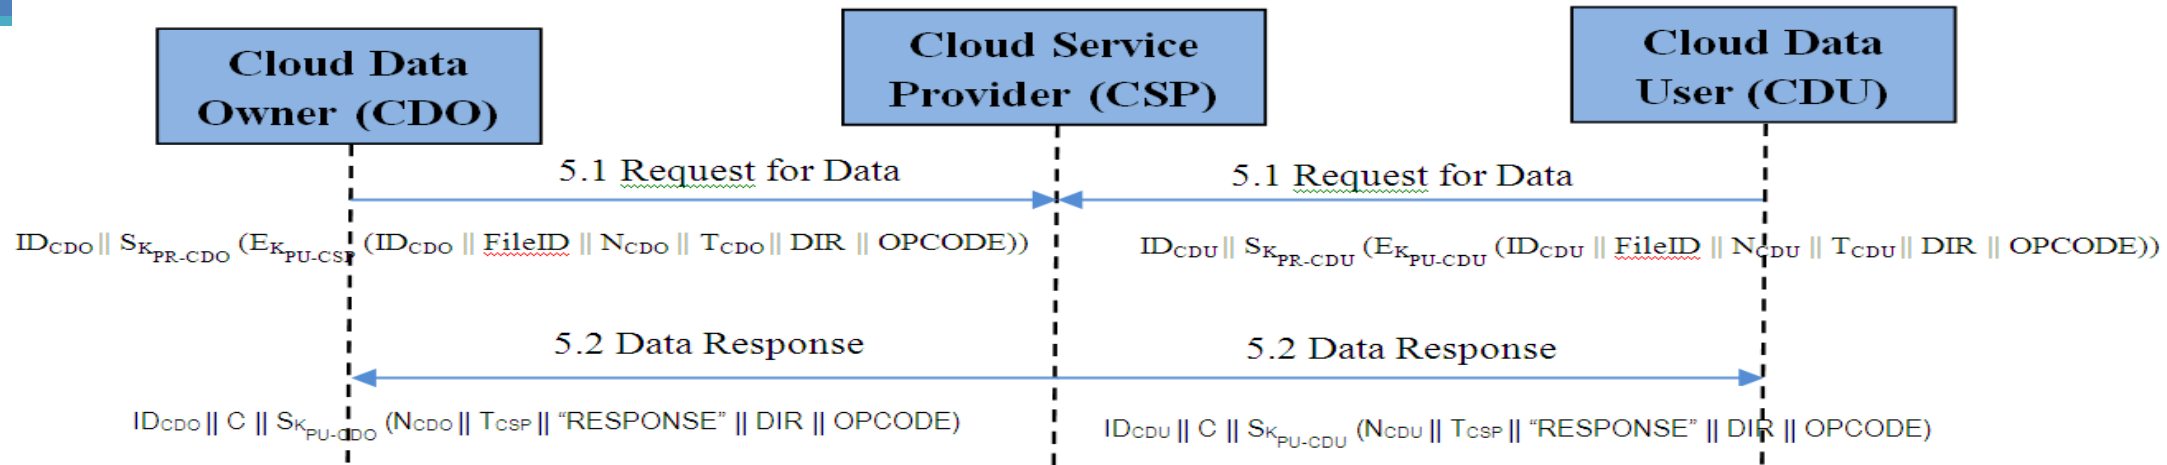 Cloud Data
Owner (CDO)
Cloud Service
Provider (CSP)
Cloud Data
User (CDU)
5.1 Request for Data
5.1 Request for Data
IDCDO || SKPR-CDO (EKPU-CSP (IDCDO || FileID || NCDO || TCDO || DIR || OPCODE))
IDCDU || SKPR-CDU (EKPU-CDU (IDCDU || FileID || NCDU || TCDU || DIR || OPCODE))
5.2 Data Response
5.2 Data Response
IDCDO || C || SKPU-CDO (NCDO || TCSP || “RESPONSE” || DIR || OPCODE)
IDCDU || C || SKPU-CDU (NCDU || TCSP || “RESPONSE” || DIR || OPCODE)